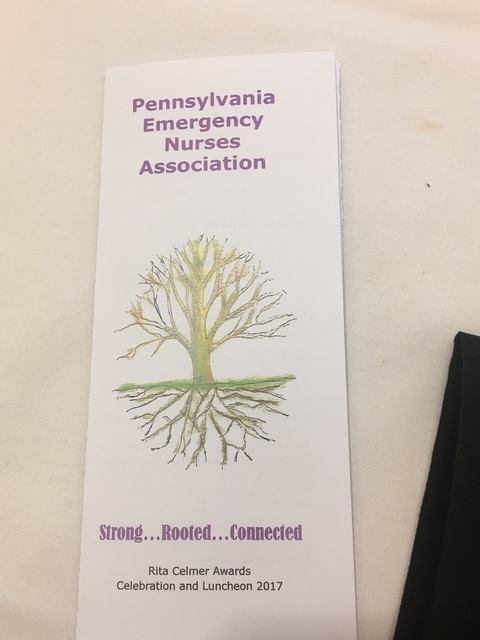 Pennsylvania
Emergency
Nurses
Association
Strong...Rooted...Connected
Rita Celmer Awards
Celebration and Luncheon 2017